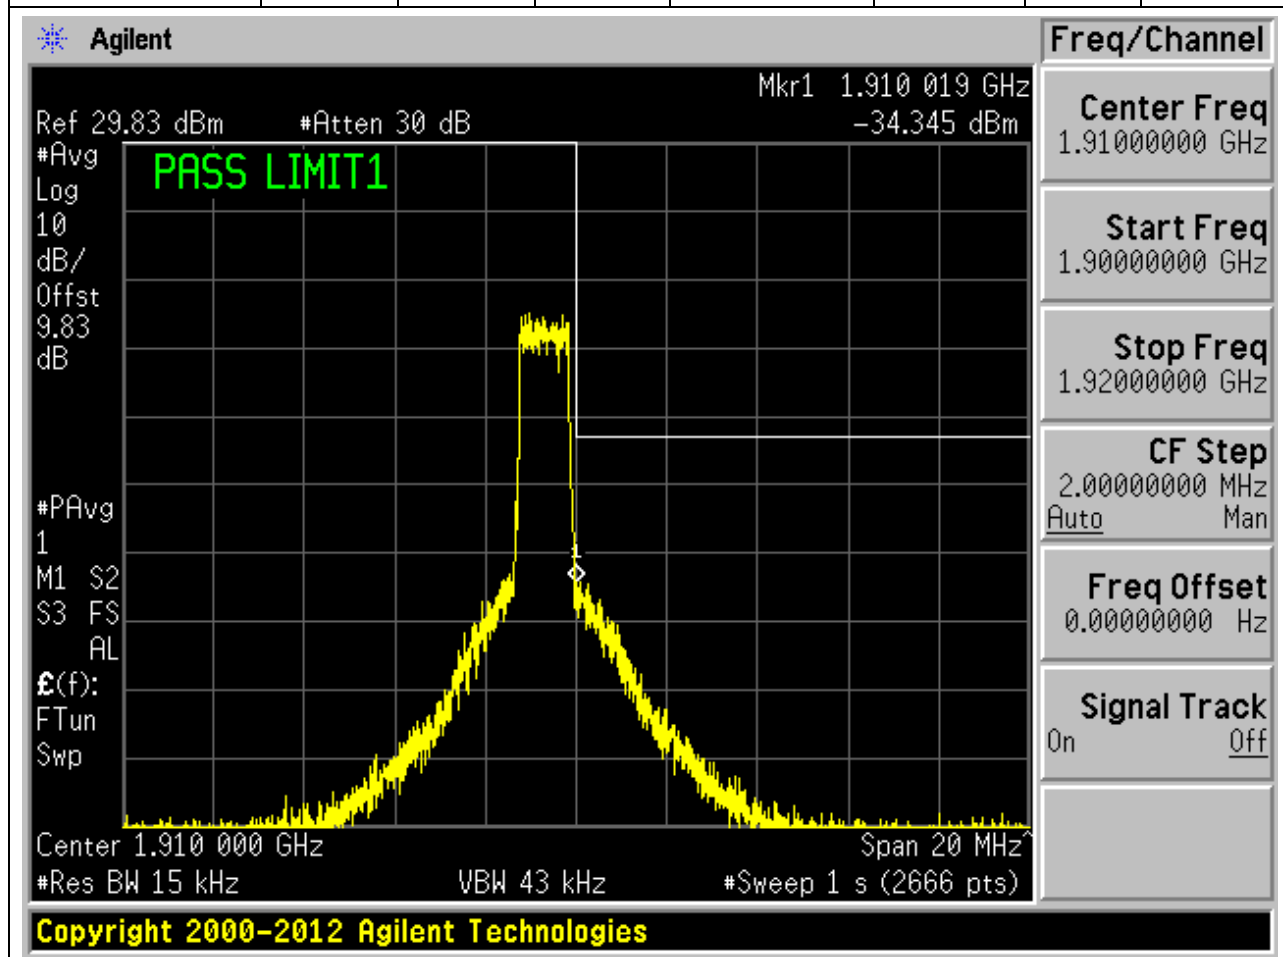 Agilent
Freq/Channel
Mkr1 1.910 019 GHz
Ref 29.83 dBm #Atten 30 dB -34.345 dBm
#Avg
Log
10
dB/
Offst
9.83
dB
PASS LIMIT1
1
#PAvg
1
M1 S2
S3 FS
AL
£(f):
FTun
Swp
Center 1.910 000 GHz Span 20 MHz^
#Res BW 15 kHz VBW 43 kHz #Sweep 1 s (2666 pts)
Center Freq
1.91000000 GHz
Start Freq
1.90000000 GHz
Stop Freq
1.92000000 GHz
CF Step
2.00000000 MHz
Auto Man
Freq Offset
0.00000000 Hz
Signal Track
On Off
Copyright 2000-2012 Agilent Technologies